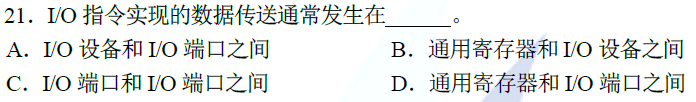 21．I/O 指令实现的数据传送通常发生在______。
A．I/O 设备和 I/O 端口之间 B．通用寄存器和 I/O 设备之间
C．I/O 端口和 I/O 端口之间 D．通用寄存器和 I/O 端口之间